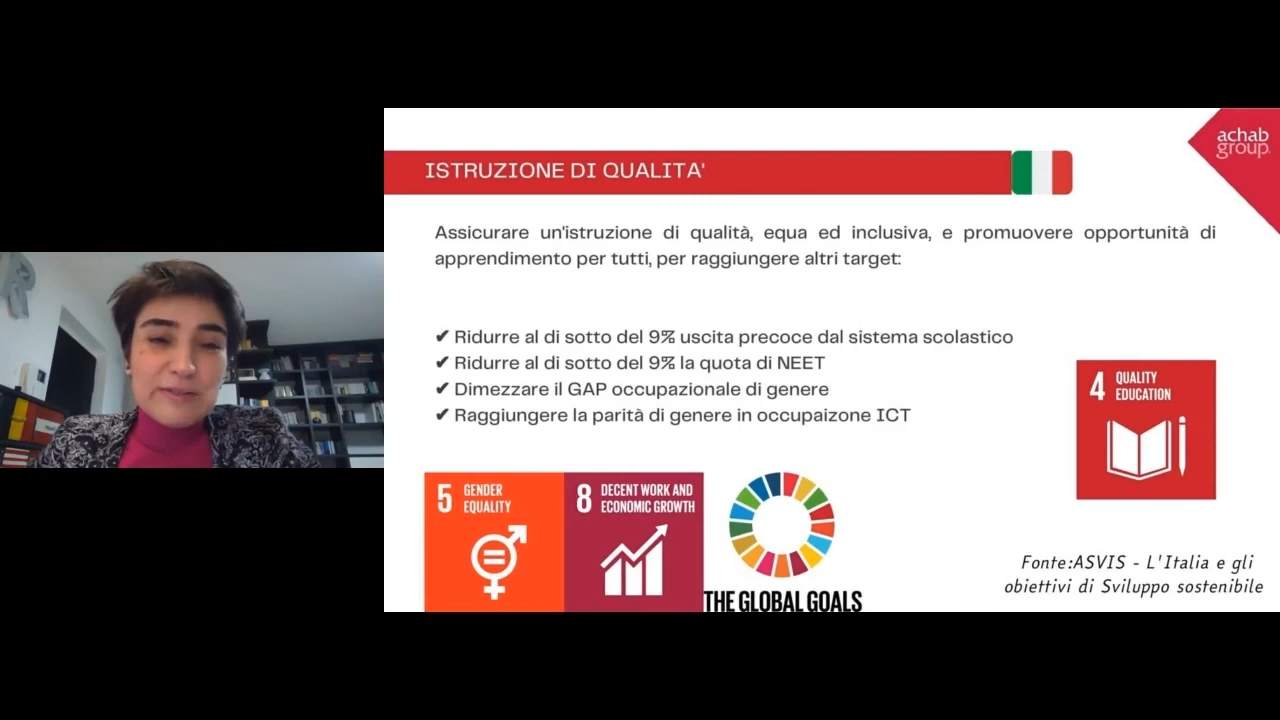 achab
group.
ISTRUZIONE DI QUALITA'
Assicurare un'istruzione di qualità, equa ed inclusiva, e promuovere opportunità di
apprendimento per tutti, per raggiungere altri target:
✔ Ridurre al di sotto del 9% uscita precoce dal sistema scolastico
✔ Ridurre al di sotto del 9% la quota di NEET
✔ Dimezzare il GAP occupazionale di genere
✔ Raggiungere la parità di genere in occupaizone ICT
4 QUALITY
EDUCATION
5 GENDER
EQUALITY
8 DECENT WORK AND
ECONOMIC GROWTH
THE GLOBAL GOALS
Fonte:ASVIS - L'Italia e gli
obiettivi di Sviluppo sostenibile
R